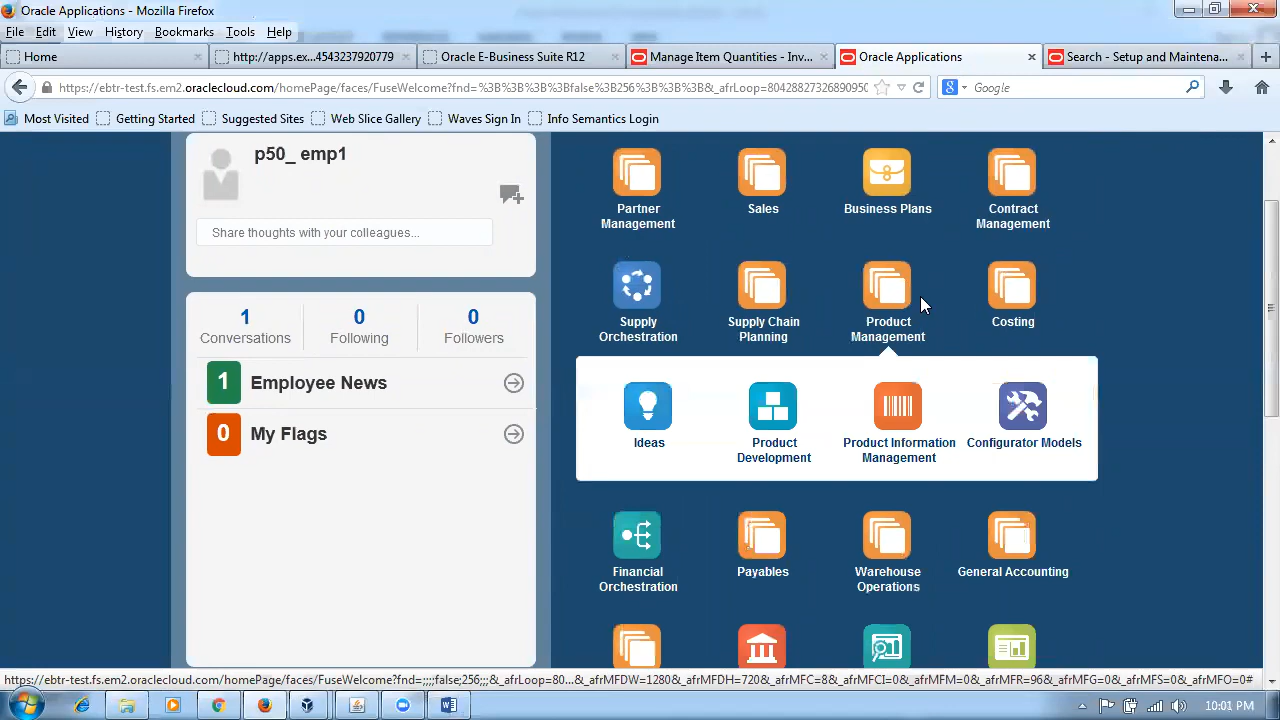 Oracle Applications - Mozilla Firefox
File Edit View History Bookmarks Tools Help
Home
http://apps.ex...4543237920779
Oracle E-Business Suite R12
Manage Item Quantities - Inv...
Oracle Applications
Search - Setup and Maintena...
https://ebtr-test.fs.em2.oraclecloud.com/homePage/faces/FuseWelcome?fnd=%3B%3B%3B%3Bfalse%3B256%3B%3B%3B&_afrLoop=80428827326890950
Google
Most Visited
Getting Started
Suggested Sites
Web Slice Gallery
Waves Sign In
Info Semantics (IO)
p50_ emp1
Share thoughts with your colleagues...
1
Conversations
0
Following
0
Followers
1
Employee News
0
My Flags
Partner
Management
Sales
Business Plans
Contract
Management
Supply
Orchestration
Supply Chain
Planning
Product
Management
Costing
Ideas
Product
Development
Product Information
Management
Configurator Models
Financial
Orchestration
Payables
Warehouse
Operations
General Accounting
https://ebtr-test.fs.em2.oraclecloud.com/homePage/faces/FuseWelcome?fnd=;;;;false;256;;;&_afrLoop=80...&_afrMFDW=1280&_afrMFDH=720&_afrMFC=8&_afrMFCI=0&_afrMFM=0&_afrMFR=96&_afrMFG=0&_afrMFS=0&_afrMFO=0#
10:01 PM